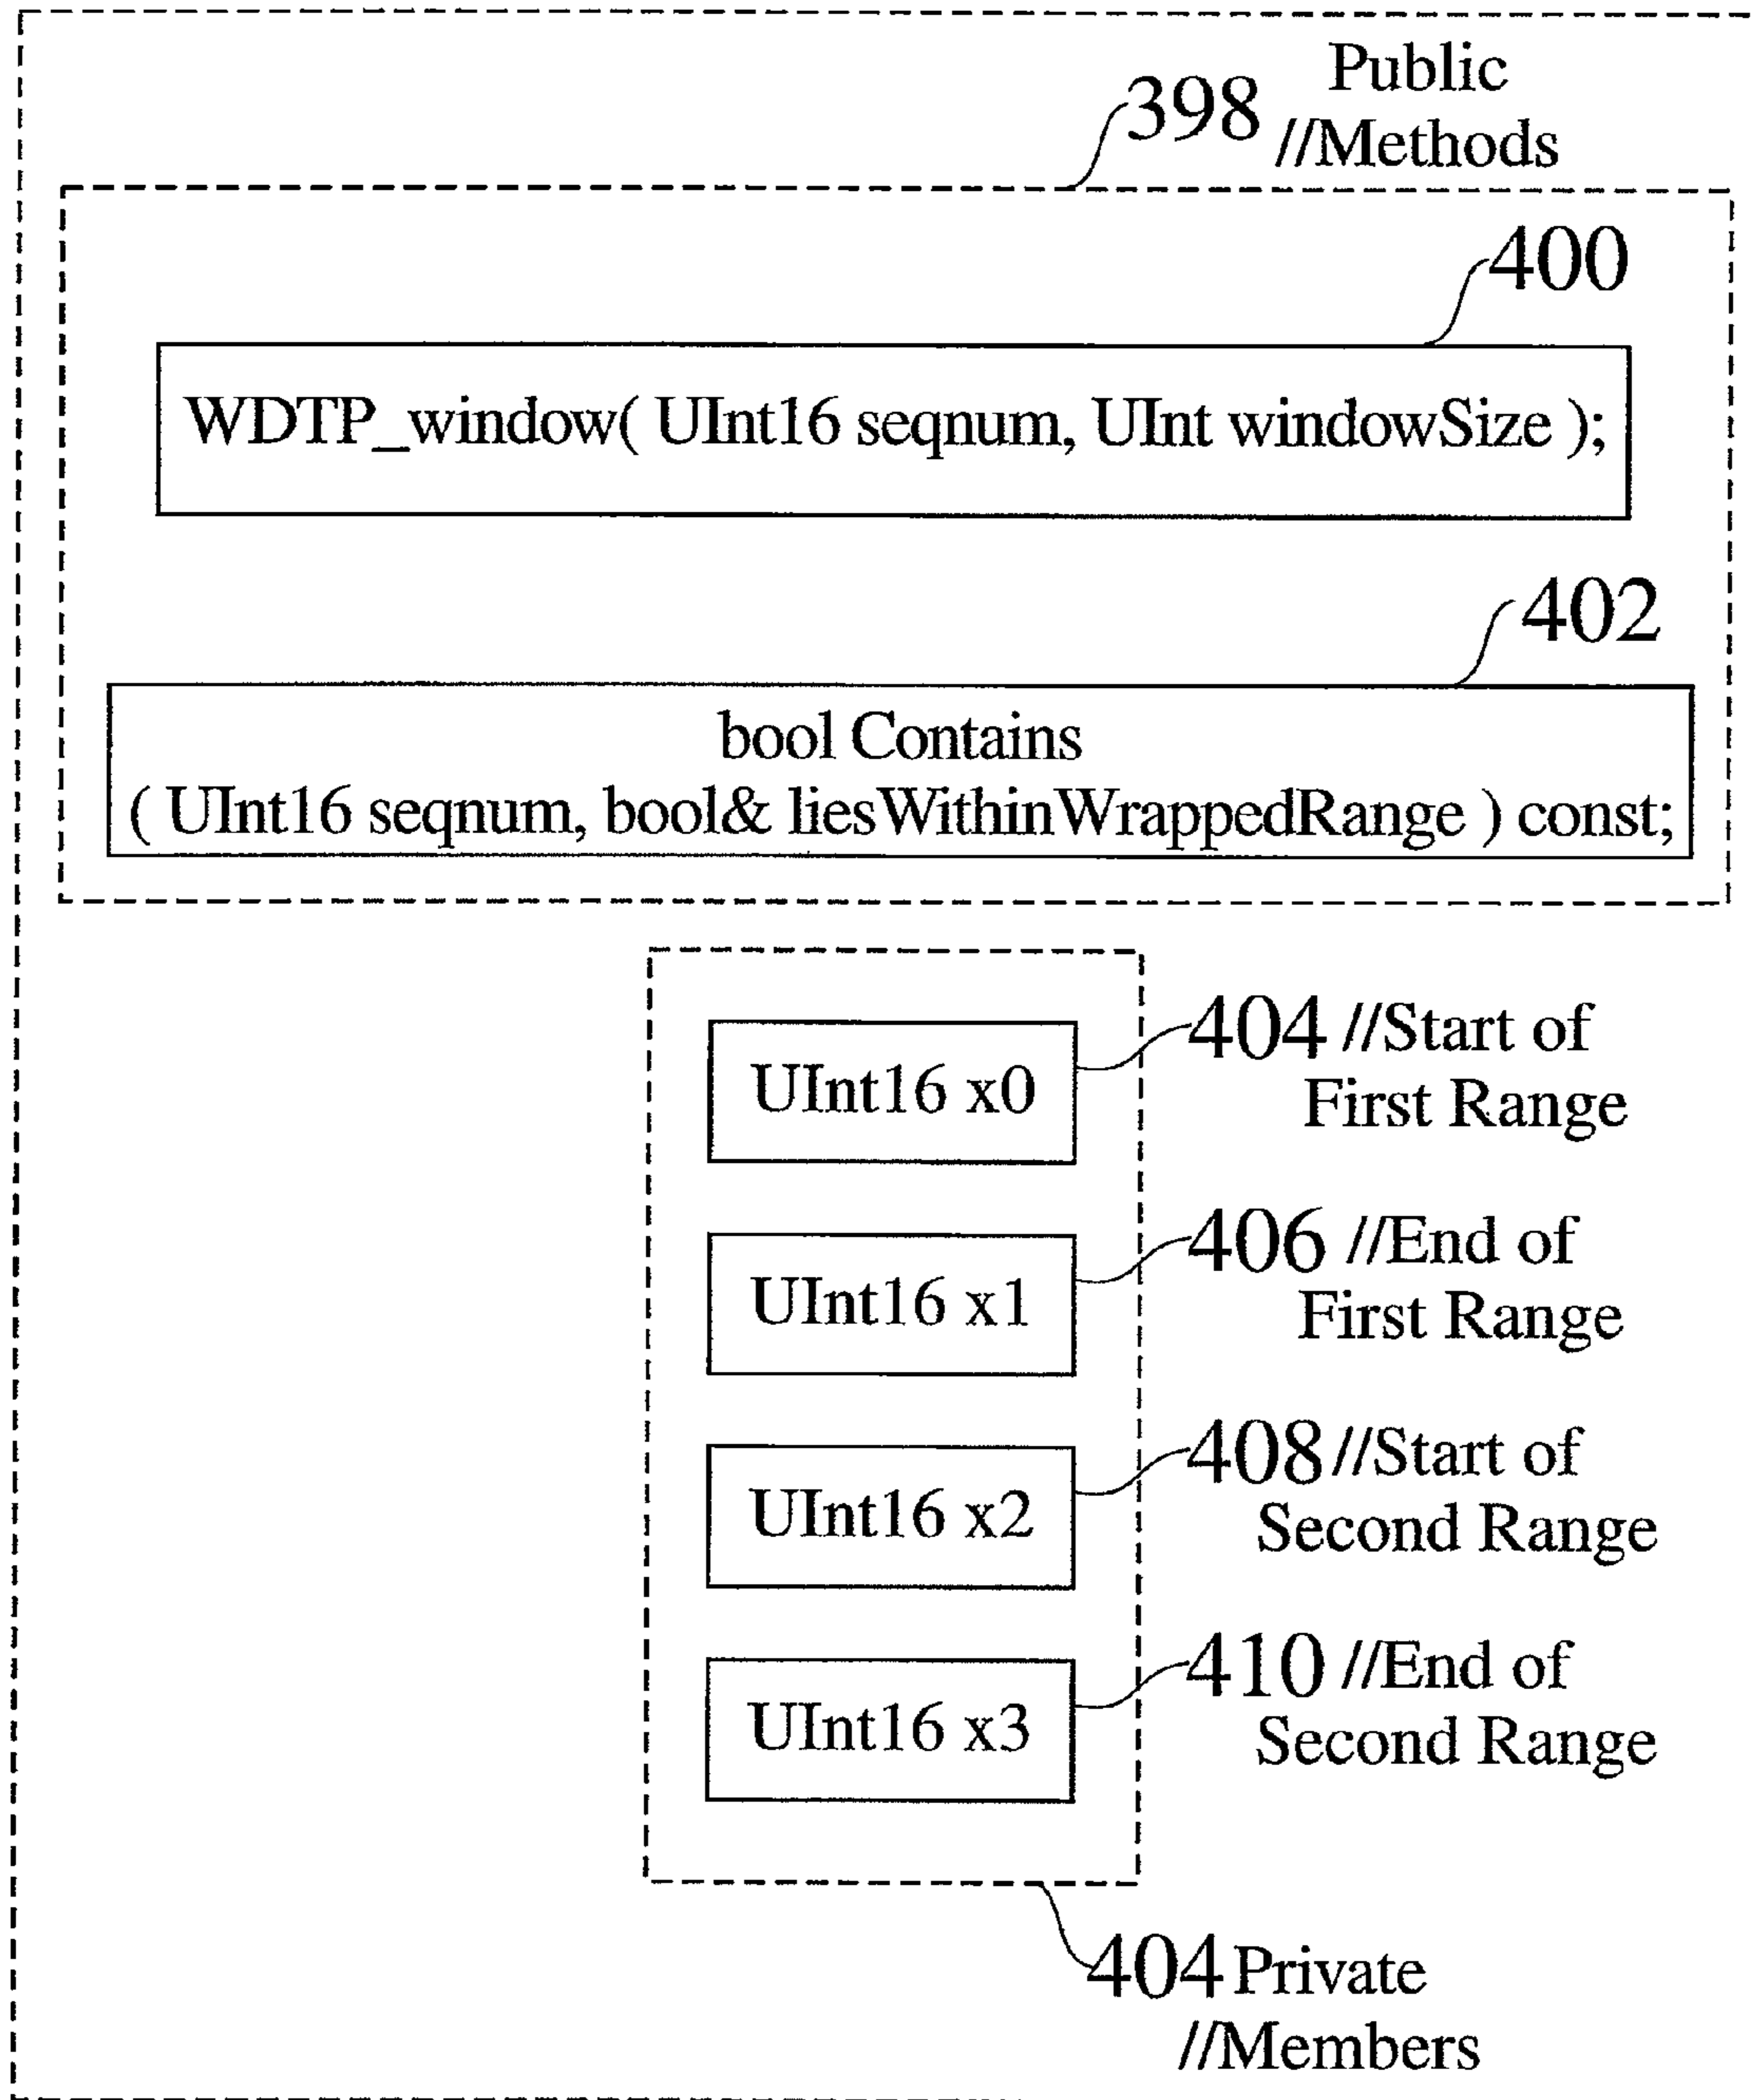 398 Public
//Methods
400
WDTP_window( UInt16 seqnum, UInt windowSize );
402
bool Contains
( UInt16 seqnum, bool& liesWithinWrappedRange ) const;
UInt16 x0
404 //Start of
First Range
UInt16 x1
406 //End of
First Range
UInt16 x2
408 //Start of
Second Range
UInt16 x3
410 //End of
Second Range
404 Private
//Members